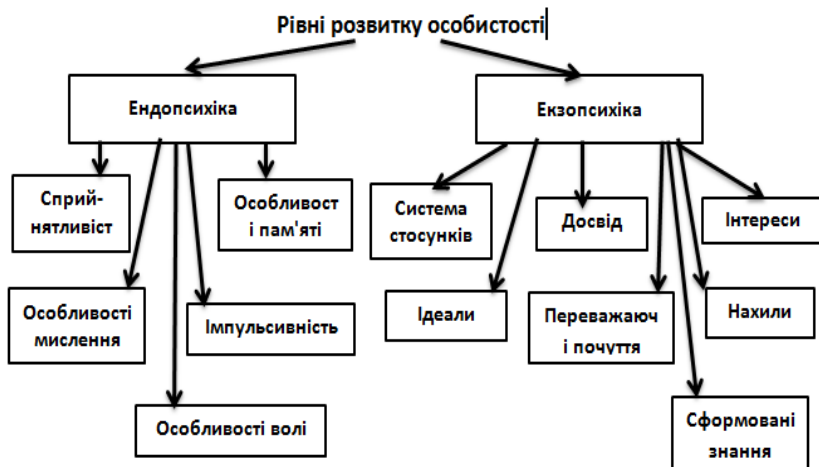 Рівні розвитку особистості
Ендопсихіка
Екзопсихіка
Сприй-
нятливіст
Особливост
і пам'яті
Система
стосунків
Досвід
Інтереси
Особливості
мислення
Імпульсивність
Ідеали
Переважаюч
і почуття
Нахили
Особливості волі
Сформовані
знання